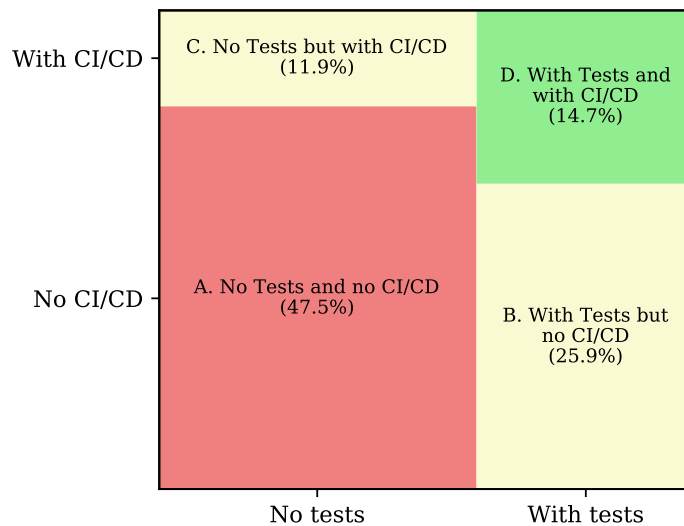 With CI/CD
C. No Tests but with CI/CD
(11.9%)
D. With Tests and
with CI/CD
(14.7%)
No CI/CD
A. No Tests and no CI/CD
(47.5%)
B. With Tests but
no CI/CD
(25.9%)
No tests
With tests